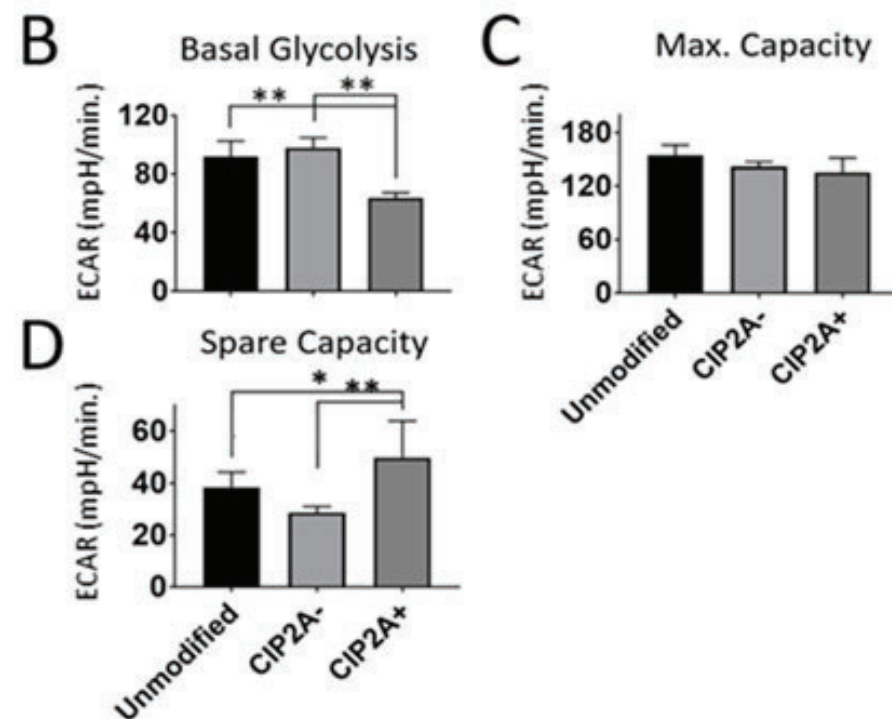 B
Basal Glycolysis
** **
120
80
40
0
ECAR (mpH/min.)
C
Max. Capacity
180
120
60
0
ECAR (mpH/min.)
Unmodified
CIP2A-
CIP2A+
D
Spare Capacity
* **
60
40
20
0
ECAR (mpH/min.)
Unmodified
CIP2A-
CIP2A+